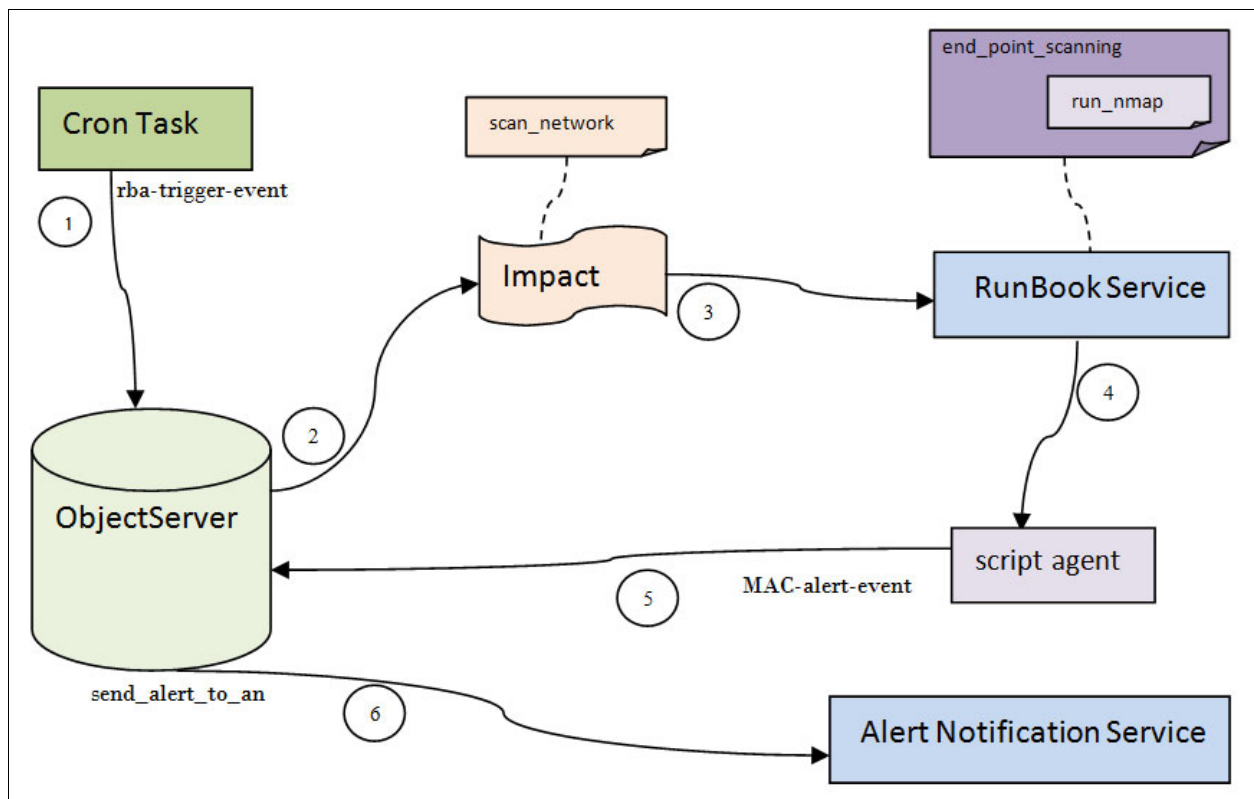 end_point_scanning
run_nmap
Cron Task
scan_network
rba-trigger-event
1
Impact
RunBook Service
3
4
2
ObjectServer
script agent
MAC-alert-event
5
send_alert_to_an
6
Alert Notification Service